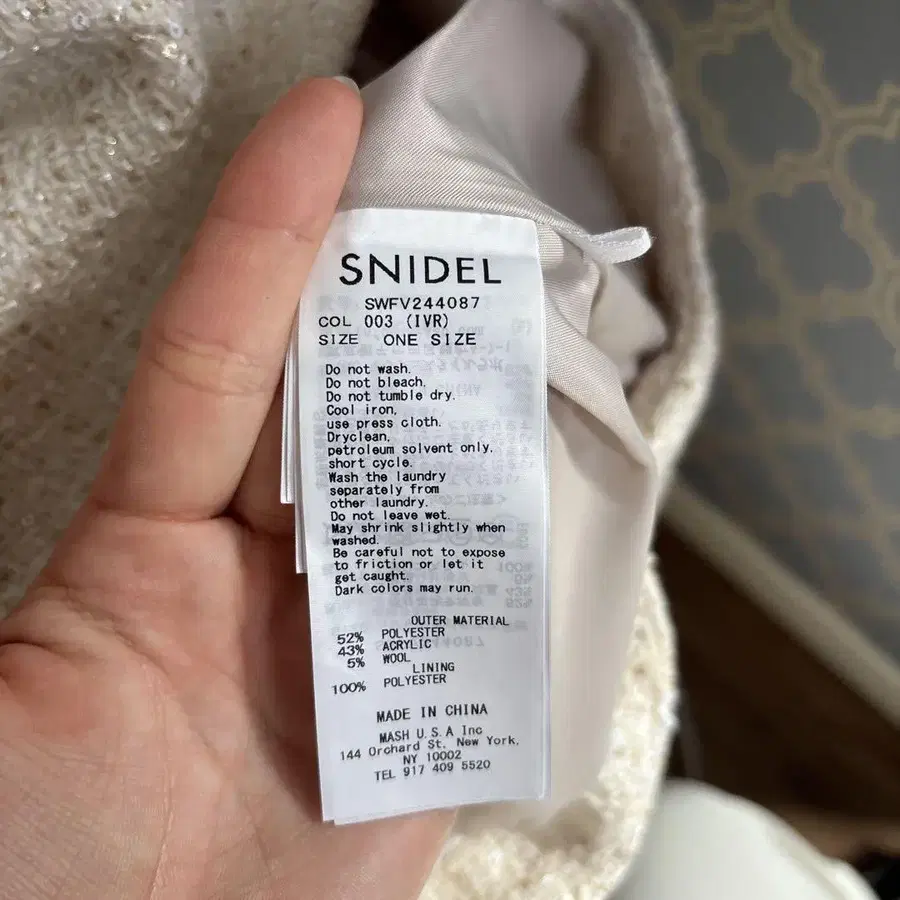 SNIDEL
SWFV244087
COL 003 (IVR)
SIZE ONE SIZE
Do not wash.
Do not bleach.
Do not tumble dry.
Cool iron,
use press cloth.
Dryclean,
petroleum solvent only.
short cycle.
Wash the laundry
separately from
other laundry.
Do not leave wet.
May shrink slightly when
washed.
Be careful not to expose
to friction or let it
get caught.
Dark colors may run.
OUTER MATERIAL
52% POLYESTER
43% ACRYLIC
5% WOOL
LINING
100% POLYESTER
MADE IN CHINA
MASH U.S.A Inc
144 Orchard St. New York,
NY 10002
TEL 917 409 5520